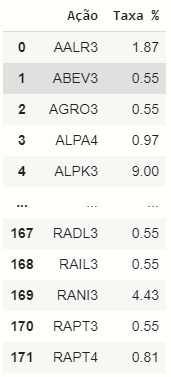 Ação Taxa %
0 AALR3 1.87
1 ABEV3 0.55
2 AGRO3 0.55
3 ALPA4 0.97
4 ALPK3 9.00
... ... ...
167 RADL3 0.55
168 RAIL3 0.55
169 RANI3 4.43
170 RAPT3 0.55
171 RAPT4 0.81